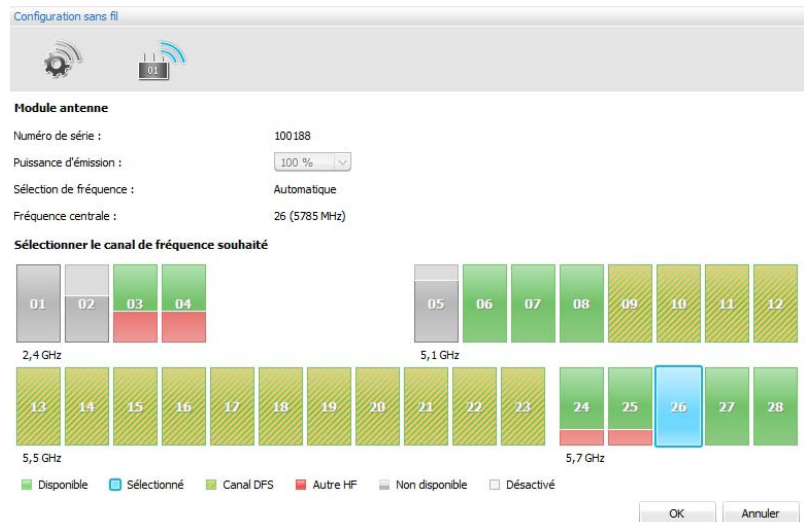 Configuration sans fil
01
Module antenne
Numéro de série : 100188
Puissance d'émission : 100 %
Sélection de fréquence : Automatique
Fréquence centrale : 26 (5785 MHz)
Sélectionner le canal de fréquence souhaité
01 02 03 04 05 06 07 08 09 10 11 12
2,4 GHz 5,1 GHz
13 14 15 16 17 18 19 20 21 22 23 24 25 26 27 28
5,5 GHz 5,7 GHz
Disponible Sélectionné Canal DFS Autre HF Non disponible Désactivé
OK Annuler